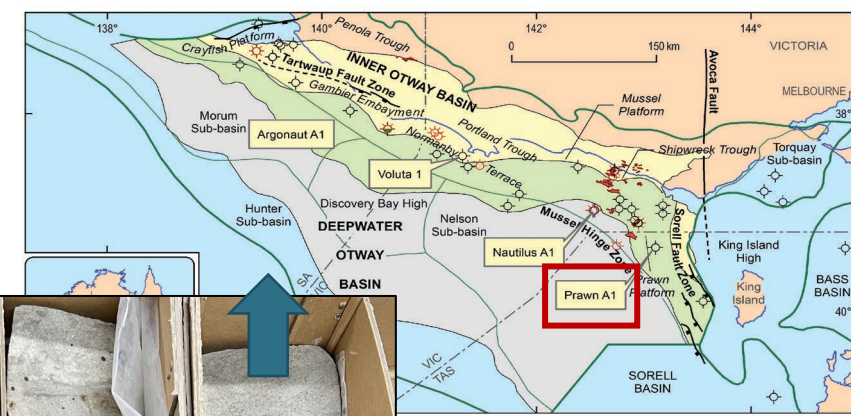 138°
140°
142°
144°
Penola Trough
Crayfish Platform
Tartwaup Fault Zone
INNER OTWAY BASIN
0
150 km
Avoca Fault
VICTORIA
MELBOURNE
38°
Gambier Embayment
Mussel
Platform
Morum
Sub-basin
Argonaut A1
Normanby
Terrace
Portland Trough
Shipwreck Trough
Torquay
Sub-basin
Voluta 1
Hunter
Sub-basin
Discovery Bay High
DEEPWATER
OTWAY
BASIN
Nelson
Sub-basin
Mussel Hinge Zone
Sorell Fault Zone
Nautilus A1
King Island
High
SA
VIC
Prawn
Platform
Prawn A1
King
Island
BASS
BASIN
40°
VIC
TAS
SORELL
BASIN